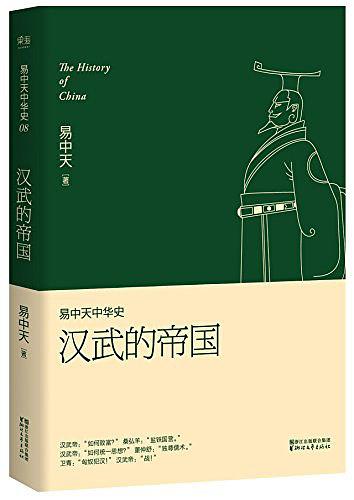 果麦
易中天中华史
08
汉武的帝国
易中天
[著]
The History
of
China
易中天
[著]
易中天中华史
汉武的帝国
汉武帝：“如何致富？” 桑弘羊：“盐铁国营。”
汉武帝：“如何统一思想？” 董仲舒：“独尊儒术。”
卫青：“匈奴犯汉！” 汉武帝：“战！”
浙江出版联合集团
浙江文艺出版社